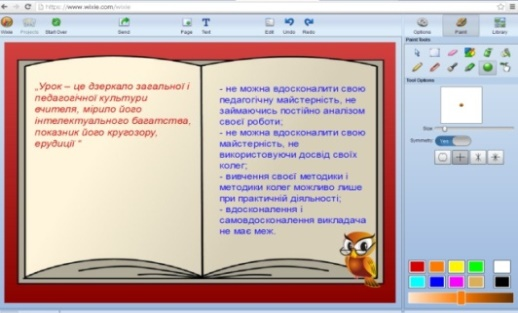 https://www.wixie.com/wixie
Wixie Projects Start Over Send Page Text Edit Undo Redo Options Paint Library
Paint Tools
Tool Options
Size
Symmetry Yes
„Урок – це дзеркало загальної і
педагогічної культури
вчителя, мірило його
інтелектуального багатства,
показник його кругозору,
ерудиції "
- не можна вдосконалити свою
педагогічну майстерність, не
займаючись постійно аналізом
своєї роботи;
- не можна вдосконалити свою
майстерність, не
використовуючи досвід своїх
колег;
- вивчення своєї методики і
методики колег можливо лише
при практичній діяльності;
- вдосконалення і
самовдосконалення викладача
не має меж.